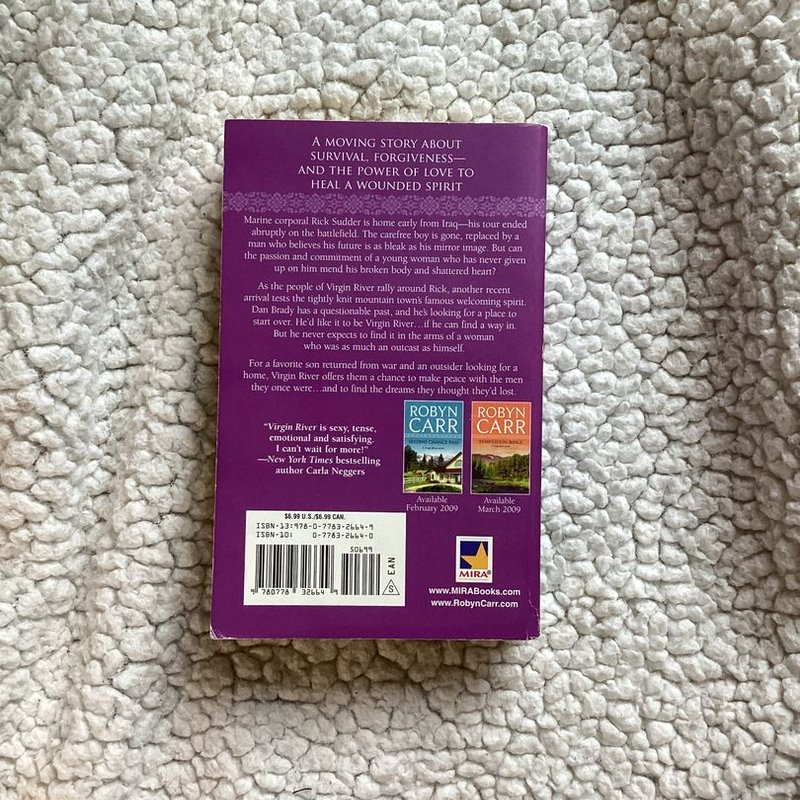 A MOVING STORY ABOUT
SURVIVAL, FORGIVENESS—
AND THE POWER OF LOVE TO
HEAL A WOUNDED SPIRIT
Marine corporal Rick Sudder is home early from Iraq—his tour ended
abruptly on the battlefield. The carefree boy is gone, replaced by a
man who believes his future is as bleak as his mirror image. But can
the passion and commitment of a young woman who has never given
up on him mend his broken body and shattered heart?
As the people of Virgin River rally around Rick, another recent
arrival tests the tightly knit mountain town's famous welcoming spirit.
Dan Brady has a questionable past, and he's looking for a place to
start over. He'd like it to be Virgin River…if he can find a way in.
But he never expects to find it in the arms of a woman
who was as much an outcast as himself.
For a favorite son returned from war and an outsider looking for a
home, Virgin River offers them a chance to make peace with the men
they once were…and to find the dreams they thought they'd lost.
"Virgin River is sexy, tense,
emotional and satisfying.
I can't wait for more!"
—New York Times bestselling
author Carla Neggers
ROBYN
CARR
SECOND CHANCE PASS
Available
February 2009
ROBYN
CARR
TEMPTATION RIDGE
Available
March 2009
$6.99 U.S./$6.99 CAN.
ISBN-13:978-0-7783-2664-9
ISBN-10: 0-7783-2664-0
50699
9 780778 326649
S
EAN
MIRA®
www.MIRABooks.com
www.RobynCarr.com